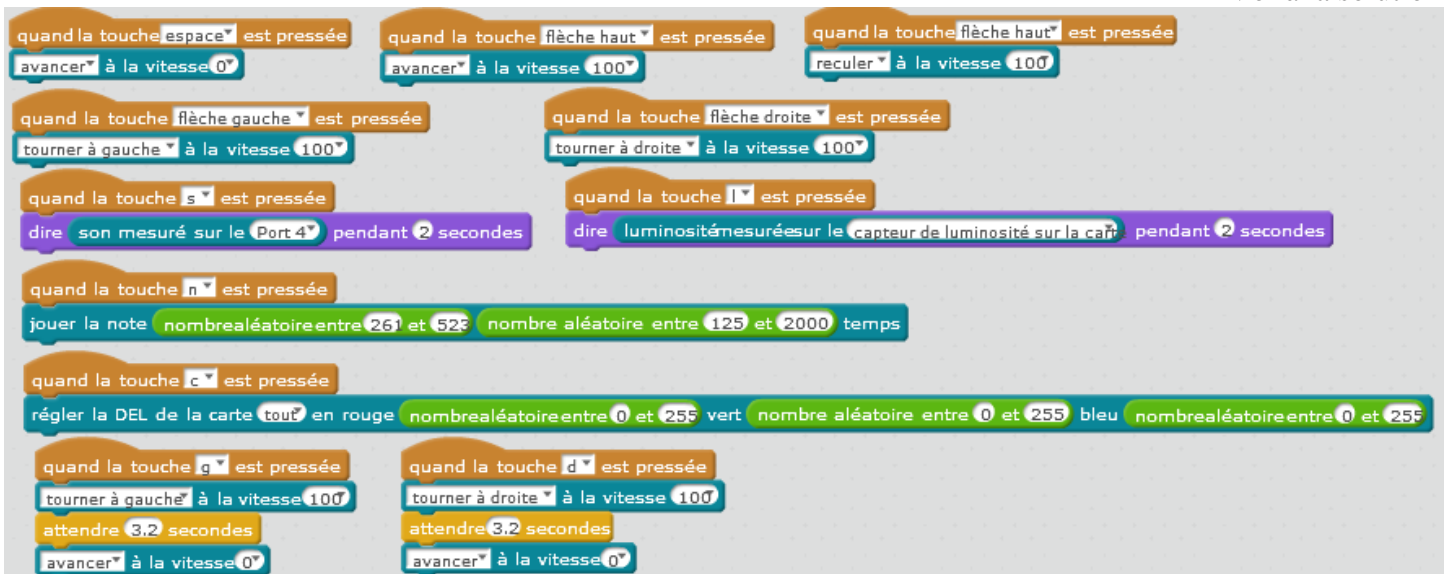 quand la touche espace est pressée
avancer à la vitesse 0
quand la touche flèche haut est pressée
avancer à la vitesse 100
quand la touche flèche haut est pressée
reculer à la vitesse 100
quand la touche flèche gauche est pressée
tourner à gauche à la vitesse 100
quand la touche flèche droite est pressée
tourner à droite à la vitesse 100
quand la touche s est pressée
dire son mesuré sur le Port 4 pendant 2 secondes
quand la touche l est pressée
dire luminosité mesurée sur le capteur de luminosité sur la cart pendant 2 secondes
quand la touche n est pressée
jouer la note nombre aléatoire entre 261 et 523 nombre aléatoire entre 125 et 2000 temps
quand la touche c est pressée
régler la DEL de la carte tout en rouge nombre aléatoire entre 0 et 255 vert nombre aléatoire entre 0 et 255 bleu nombre aléatoire entre 0 et 255
quand la touche g est pressée
tourner à gauche à la vitesse 100
attendre 3.2 secondes
avancer à la vitesse 0
quand la touche d est pressée
tourner à droite à la vitesse 100
attendre 3.2 secondes
avancer à la vitesse 0